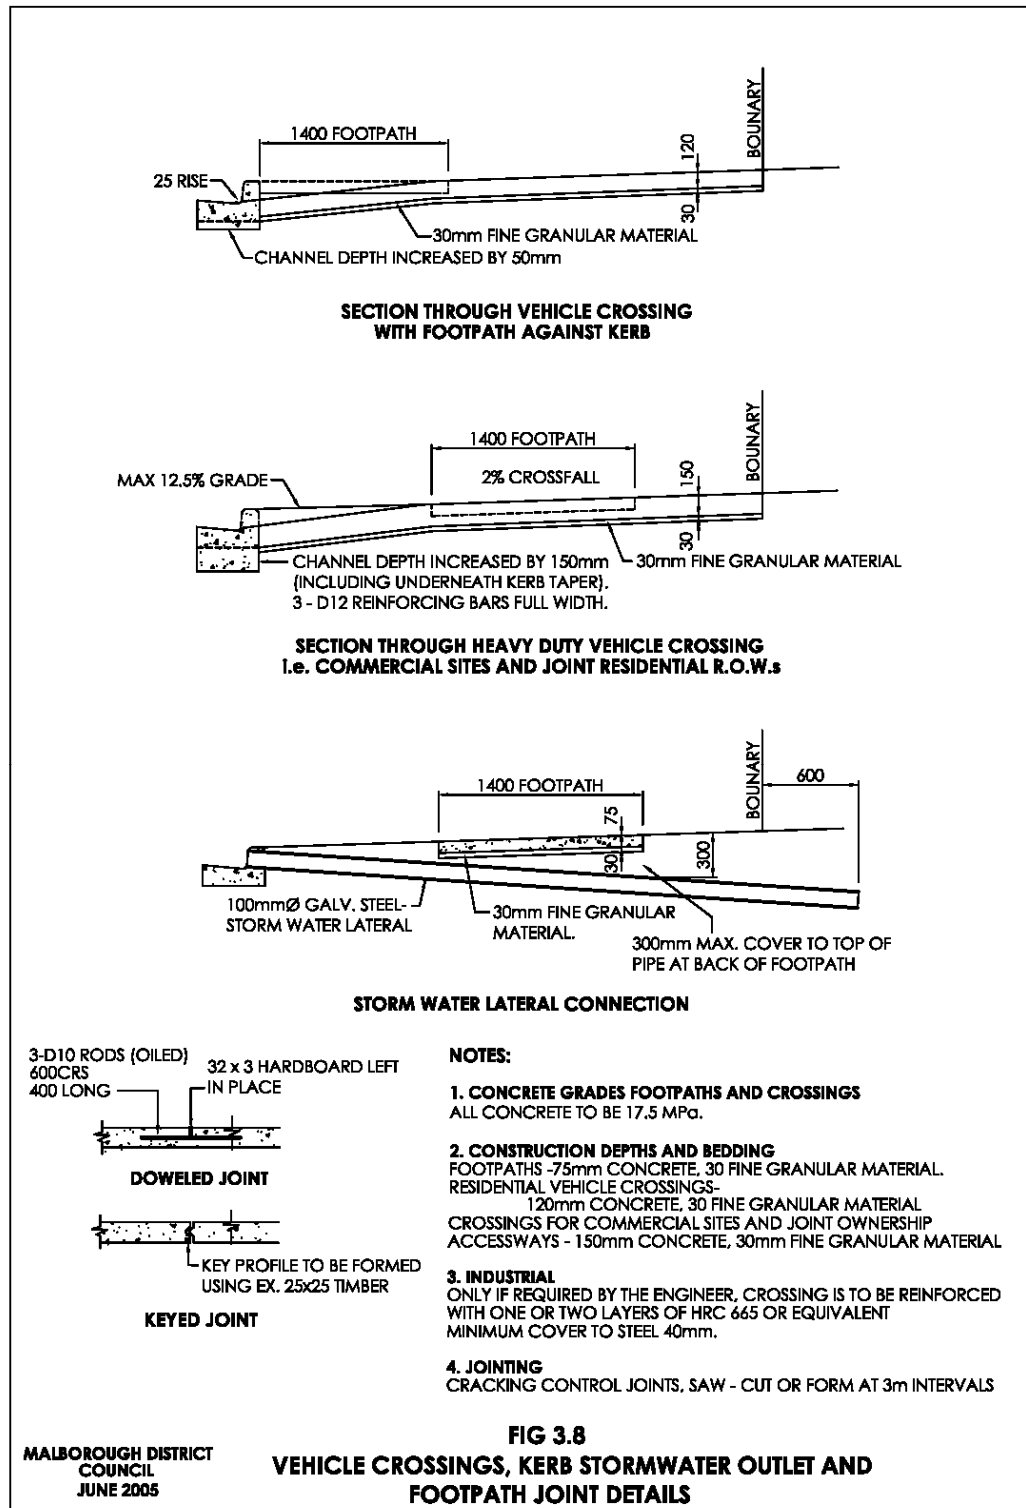 BOUNARY
1400 FOOTPATH
120
25 RISE
30
30mm FINE GRANULAR MATERIAL
CHANNEL DEPTH INCREASED BY 50mm
SECTION THROUGH VEHICLE CROSSING
WITH FOOTPATH AGAINST KERB
BOUNARY
1400 FOOTPATH
MAX 12.5% GRADE
2% CROSSFALL
150
30
CHANNEL DEPTH INCREASED BY 150mm
(INCLUDING UNDERNEATH KERB TAPER).
3 - D12 REINFORCING BARS FULL WIDTH.
30mm FINE GRANULAR MATERIAL
SECTION THROUGH HEAVY DUTY VEHICLE CROSSING
i.e. COMMERCIAL SITES AND JOINT RESIDENTIAL R.O.W.s
BOUNARY
600
1400 FOOTPATH
75
30
300
100mmØ GALV. STEEL-
STORM WATER LATERAL
30mm FINE GRANULAR
MATERIAL.
300mm MAX. COVER TO TOP OF
PIPE AT BACK OF FOOTPATH
STORM WATER LATERAL CONNECTION
3-D10 RODS (OILED)
600CRS
400 LONG
32 x 3 HARDBOARD LEFT
IN PLACE
DOWELED JOINT
KEY PROFILE TO BE FORMED
USING EX. 25x25 TIMBER
KEYED JOINT
NOTES:
1. CONCRETE GRADES FOOTPATHS AND CROSSINGS
ALL CONCRETE TO BE 17.5 MPa.
2. CONSTRUCTION DEPTHS AND BEDDING
FOOTPATHS -75mm CONCRETE, 30 FINE GRANULAR MATERIAL.
RESIDENTIAL VEHICLE CROSSINGS-
120mm CONCRETE, 30 FINE GRANULAR MATERIAL
CROSSINGS FOR COMMERCIAL SITES AND JOINT OWNERSHIP
ACCESSWAYS - 150mm CONCRETE, 30mm FINE GRANULAR MATERIAL
3. INDUSTRIAL
ONLY IF REQUIRED BY THE ENGINEER, CROSSING IS TO BE REINFORCED
WITH ONE OR TWO LAYERS OF HRC 665 OR EQUIVALENT
MINIMUM COVER TO STEEL 40mm.
4. JOINTING
CRACKING CONTROL JOINTS, SAW - CUT OR FORM AT 3m INTERVALS
MALBOROUGH DISTRICT
COUNCIL
JUNE 2005
FIG 3.8
VEHICLE CROSSINGS, KERB STORMWATER OUTLET AND
FOOTPATH JOINT DETAILS